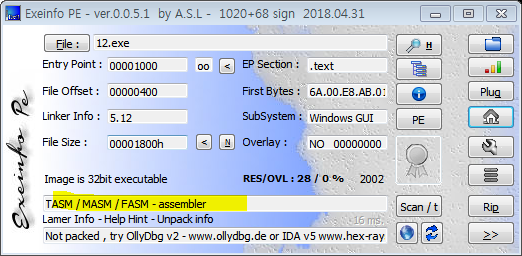 Exeinfo PE - ver.0.0.5.1 by A.S.L - 1020+68 sign 2018.04.31
File : 12.exe H
Entry Point : 00001000 oo < EP Section : .text
File Offset : 00000400 First Bytes : 6A.00.E8.AB.01 Plug
Linker Info : 5.12 SubSystem : Windows GUI PE
File Size : 00001800h < N Overlay : NO 00000000
Image is 32bit executable RES/OVL : 28 / 0 % 2002
Exeinfo Pe
TASM / MASM / FASM - assembler Scan / t Rip
Lamer Info - Help Hint - Unpack info 16 ms.
Not packed , try OllyDbg v2 - www.ollydbg.de or IDA v5 www.hex-ray >>